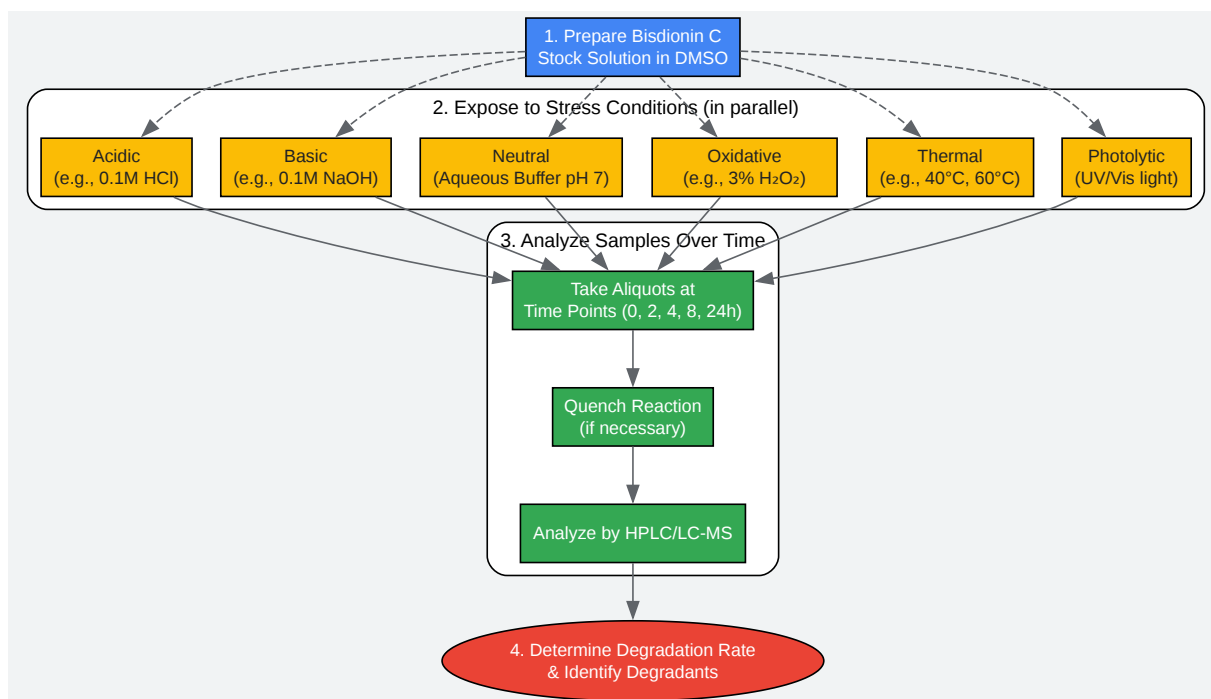 1. Prepare Bisdionin C
Stock Solution in DMSO
2. Expose to Stress Conditions (in parallel)
Acidic
(e.g., 0.1M HCl)
Basic
(e.g., 0.1M NaOH)
Neutral
(Aqueous Buffer pH 7)
Oxidative
(e.g., 3% H₂O₂)
Thermal
(e.g., 40°C, 60°C)
Photolytic
(UV/Vis light)
3. Analyze Samples Over Time
Take Aliquots at
Time Points (0, 2, 4, 8, 24h)
Quench Reaction
(if necessary)
Analyze by HPLC/LC-MS
4. Determine Degradation Rate
& Identify Degradants